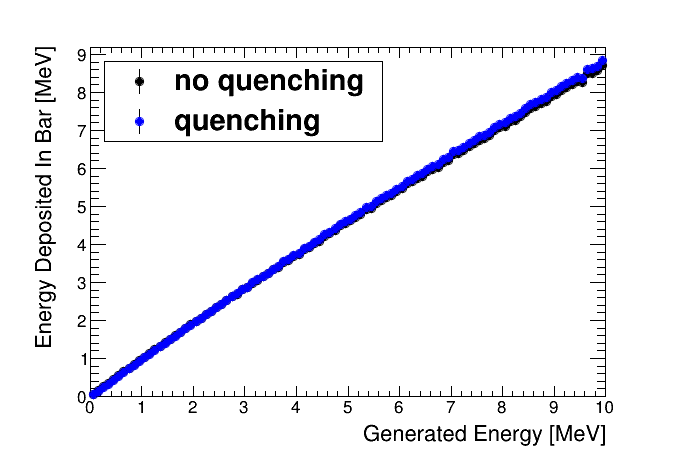 Energy Deposited In Bar [MeV]
9
8
7
6
5
4
3
2
1
0
no quenching
quenching
0 1 2 3 4 5 6 7 8 9 10
Generated Energy [MeV]